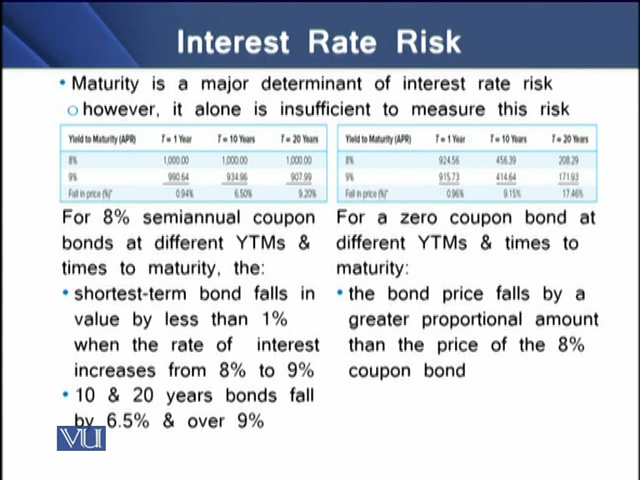 Interest Rate Risk
• Maturity is a major determinant of interest rate risk
o however, it alone is insufficient to measure this risk
Yield to Maturity (APR) T = 1 Year T = 10 Years T = 20 Years
8% 1,000.00 1,000.00 1,000.00
9% 990.64 934.96 907.99
Fall in price (%)* 0.94% 6.50% 9.20%
Yield to Maturity (APR) T = 1 Year T = 10 Years T = 20 Years
8% 924.56 456.39 208.29
9% 915.73 414.64 171.93
Fall in price (%)* 0.96% 9.15% 17.46%
For 8% semiannual coupon
bonds at different YTMs &
times to maturity, the:
• shortest-term bond falls in
value by less than 1%
when the rate of interest
increases from 8% to 9%
• 10 & 20 years bonds fall
by 6.5% & over 9%
For a zero coupon bond at
different YTMs & times to
maturity:
• the bond price falls by a
greater proportional amount
than the price of the 8%
coupon bond
VU